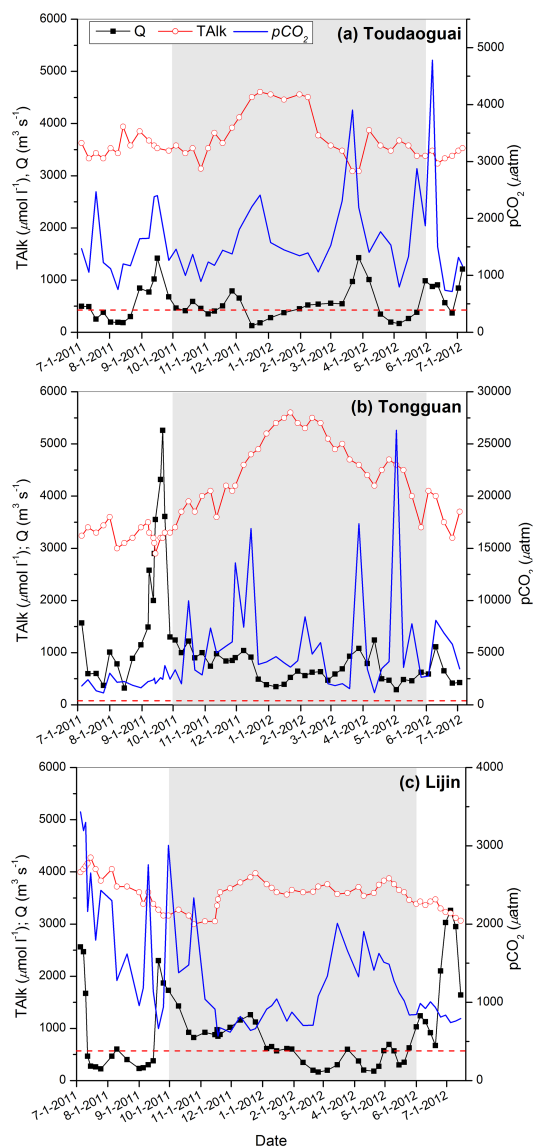 Q TAlk pCO2
(a) Toudaoguai
6000
5000
4000
3000
2000
1000
0
TAlk (μmol l⁻¹), Q (m³ s⁻¹)
5000
4000
3000
2000
1000
0
pCO2 (μatm)
7-1-2011 8-1-2011 9-1-2011 10-1-2011 11-1-2011 12-1-2011 1-1-2012 2-1-2012 3-1-2012 4-1-2012 5-1-2012 6-1-2012 7-1-2012
(b) Tongguan
6000
5000
4000
3000
2000
1000
0
TAlk (μmol l⁻¹); Q (m³ s⁻¹)
30000
25000
20000
15000
10000
5000
0
pCO2 (μatm)
7-1-2011 8-1-2011 9-1-2011 10-1-2011 11-1-2011 12-1-2011 1-1-2012 2-1-2012 3-1-2012 4-1-2012 5-1-2012 6-1-2012 7-1-2012
(c) Lijin
6000
5000
4000
3000
2000
1000
0
TAlk (μmol l⁻¹); Q (m³ s⁻¹)
4000
3000
2000
1000
0
pCO2 (μatm)
7-1-2011 8-1-2011 9-1-2011 10-1-2011 11-1-2011 12-1-2011 1-1-2012 2-1-2012 3-1-2012 4-1-2012 5-1-2012 6-1-2012 7-1-2012
Date